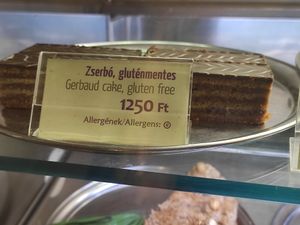 Zserbó, gluténmentes
Gerbaud cake, gluten free
1250 Ft
Allergének/Allergens: